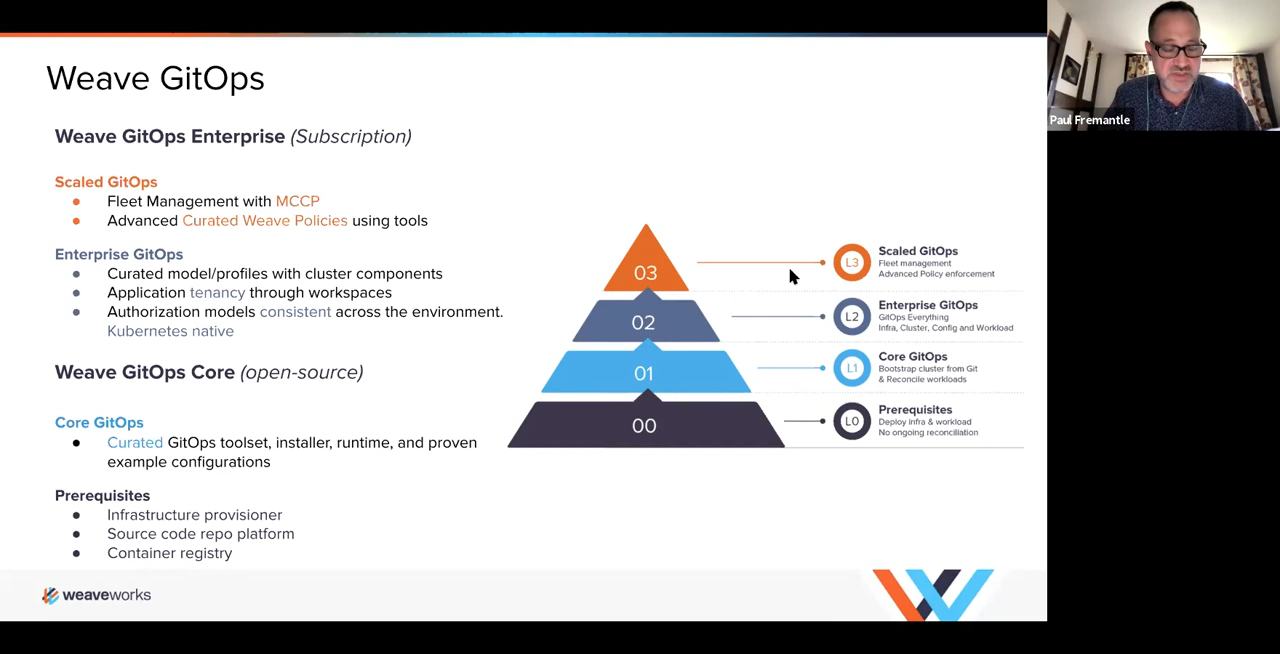 Weave GitOps
Weave GitOps Enterprise (Subscription)
Scaled GitOps
Fleet Management with MCCP
Advanced Curated Weave Policies using tools
Enterprise GitOps
Curated model/profiles with cluster components
Application tenancy through workspaces
Authorization models consistent across the environment.
Kubernetes native
Weave GitOps Core (open-source)
Core GitOps
Curated GitOps toolset, installer, runtime, and proven
example configurations
Prerequisites
Infrastructure provisioner
Source code repo platform
Container registry
03
02
01
00
L3
Scaled GitOps
Fleet management
Advanced Policy enforcement
L2
Enterprise GitOps
GitOps Everything
Infra, Cluster, Config and Workload
L1
Core GitOps
Bootstrap cluster from Git
& Reconcile workloads
L0
Prerequisites
Deploy infra & workload
No ongoing reconciliation
weaveworks
Paul Fremantle